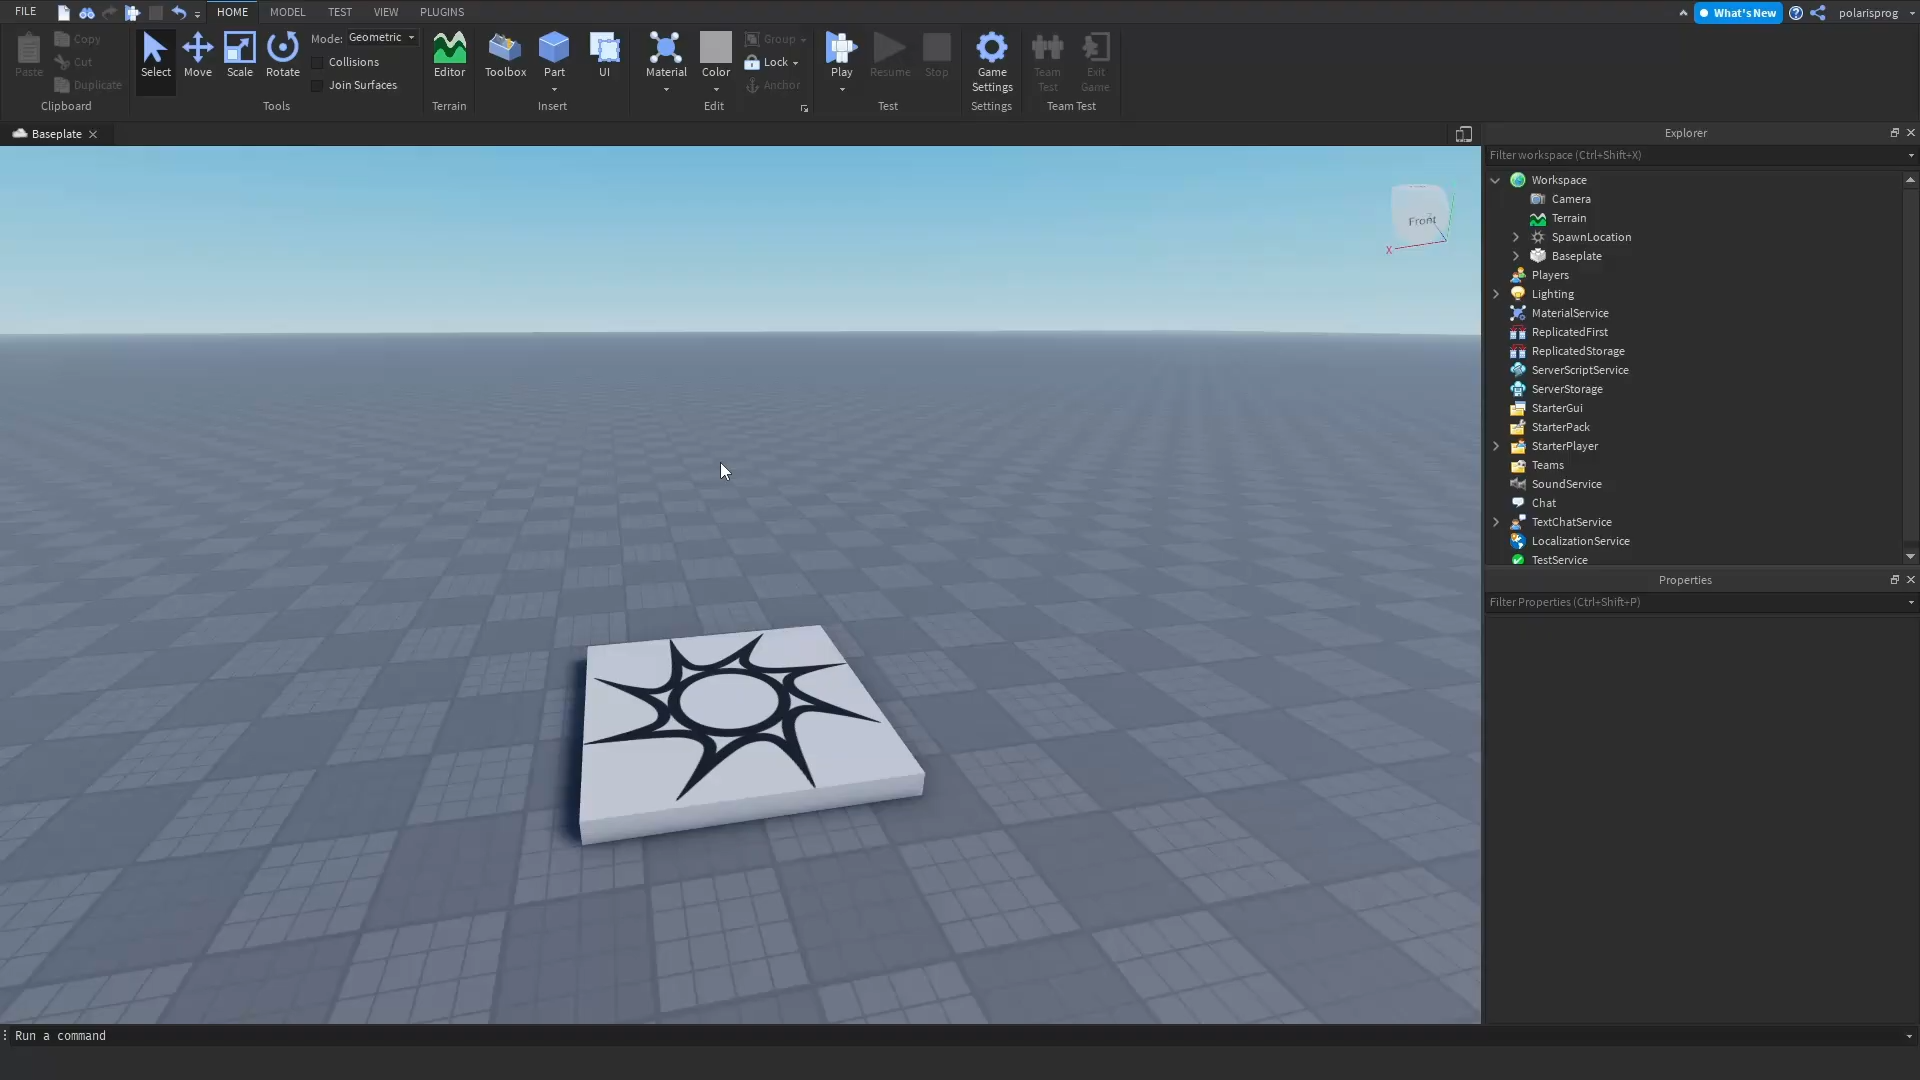 FILE HOME MODEL TEST VIEW PLUGINS What's New polarisprog
Paste Copy Cut Duplicate Clipboard
Select Move Scale Rotate Mode: Geometric Collisions Join Surfaces Tools
Editor Terrain
Toolbox Part UI Insert
Material Color Group Lock Anchor Edit
Play Resume Stop Test
Game Settings Settings
Team Test Exit Game Team Test
Baseplate
Front
X
Explorer
Filter workspace (Ctrl+Shift+X)
Workspace
Camera
Terrain
SpawnLocation
Baseplate
Players
Lighting
MaterialService
ReplicatedFirst
ReplicatedStorage
ServerScriptService
ServerStorage
StarterGui
StarterPack
StarterPlayer
Teams
SoundService
Chat
TextChatService
LocalizationService
TestService
Properties
Filter Properties (Ctrl+Shift+P)
Run a command